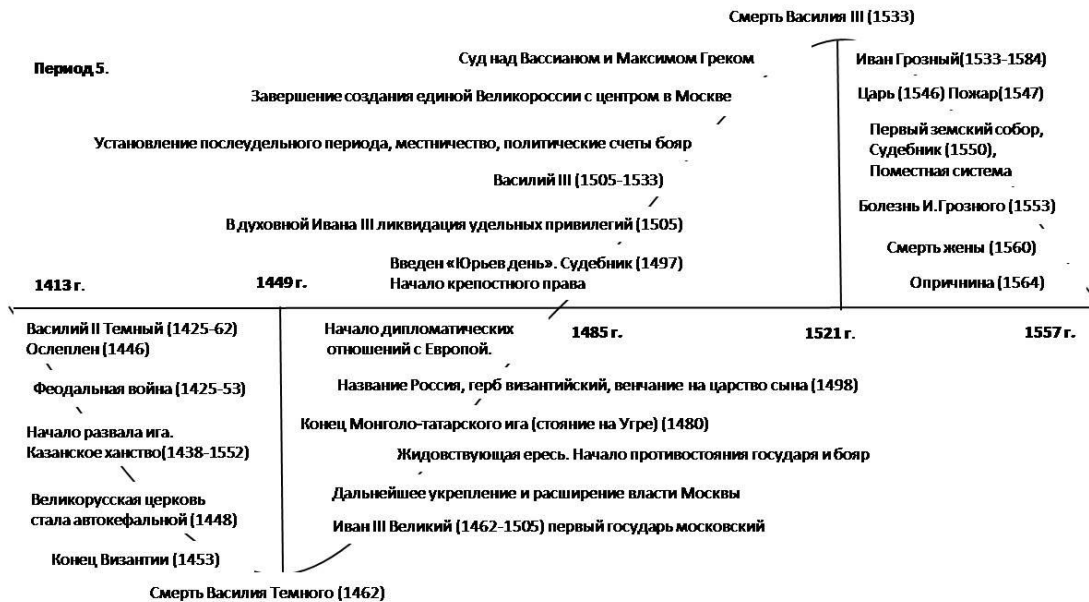 Смерть Василия III (1533)
Период 5.
Суд над Вассианом и Максимом Греком
Завершение создания единой Великороссии с центром в Москве
Установление послеудельного периода, местничество, политические счеты бояр
Василий III (1505-1533)
В духовной Ивана III ликвидация удельных привилегий (1505)
Введен «Юрьев день». Судебник (1497)
Начало крепостного права
Иван Грозный(1533-1584)
Царь (1546) Пожар(1547)
Первый земский собор,
Судебник (1550),
Поместная система
Болезнь И.Грозного (1553)
Смерть жены (1560)
Опричнина (1564)
1413 г.
1449 г.
1485 г.
1521 г.
1557 г.
Василий II Темный (1425-62)
Ослеплен (1446)
Феодальная война (1425-53)
Начало развала ига.
Казанское ханство(1438-1552)
Великорусская церковь
стала автокефальной (1448)
Конец Византии (1453)
Начало дипломатических
отношений с Европой.
Название Россия, герб византийский, венчание на царство сына (1498)
Конец Монголо-татарского ига (стояние на Угре) (1480)
Жидовствующая ересь. Начало противостояния государя и бояр
Дальнейшее укрепление и расширение власти Москвы
Иван III Великий (1462-1505) первый государь московский
Смерть Василия Темного (1462)